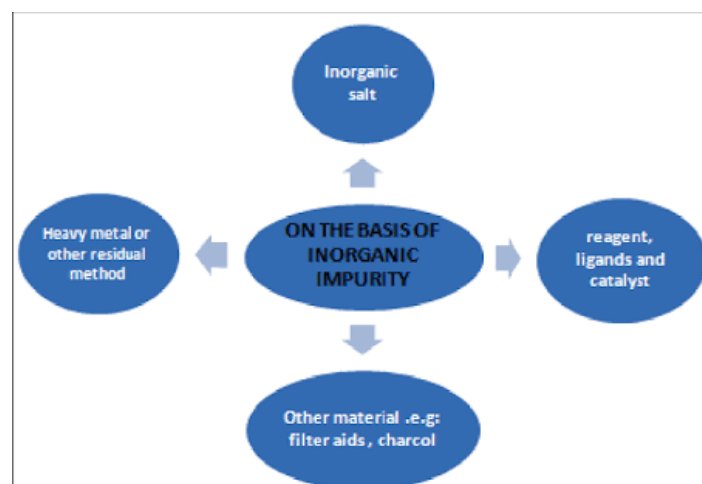 Inorganic
salt
Heavy metal or
other residual
method
ON THE BASIS OF
INORGANIC
IMPURITY
reagent,
ligands and
catalyst
Other material .e.g:
filter aids , charcol